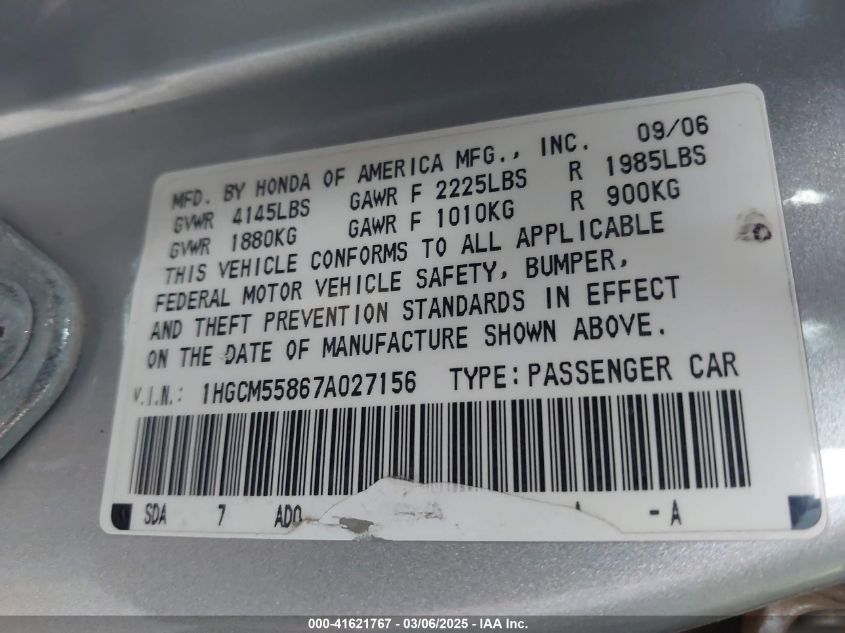 MFD. BY HONDA OF AMERICA MFG., INC. 09/06
GVWR 4145LBS GAWR F 2225LBS R 1985LBS
GVWR 1880KG GAWR F 1010KG R 900KG
THIS VEHICLE CONFORMS TO ALL APPLICABLE
FEDERAL MOTOR VEHICLE SAFETY, BUMPER,
AND THEFT PREVENTION STANDARDS IN EFFECT
ON THE DATE OF MANUFACTURE SHOWN ABOVE.
V.I.N.: 1HGCM55867A027156 TYPE:PASSENGER CAR
SDA 7 -A
000-41621767 — 03/06/2025 — IAA Inc.